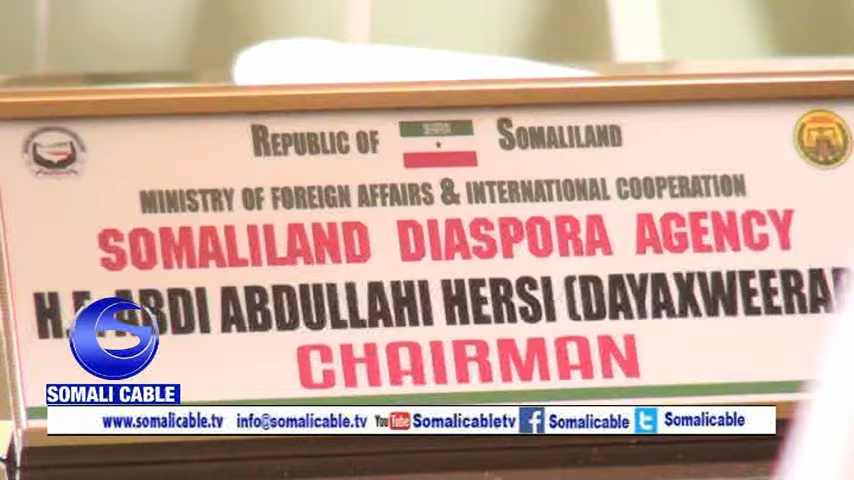 REPUBLIC OF SOMALILAND
MINISTRY OF FOREIGN AFFAIRS & INTERNATIONAL COOPERATION
SOMALILAND DIASPORA AGENCY
ABDI ABDULLAHI HERSI (DAYAXWEERA
CHAIRMAN
SOMALI CABLE
www.somalicable.tv info@somalicable.tv YouTube Somalicabletv f Somalicable Somalicable